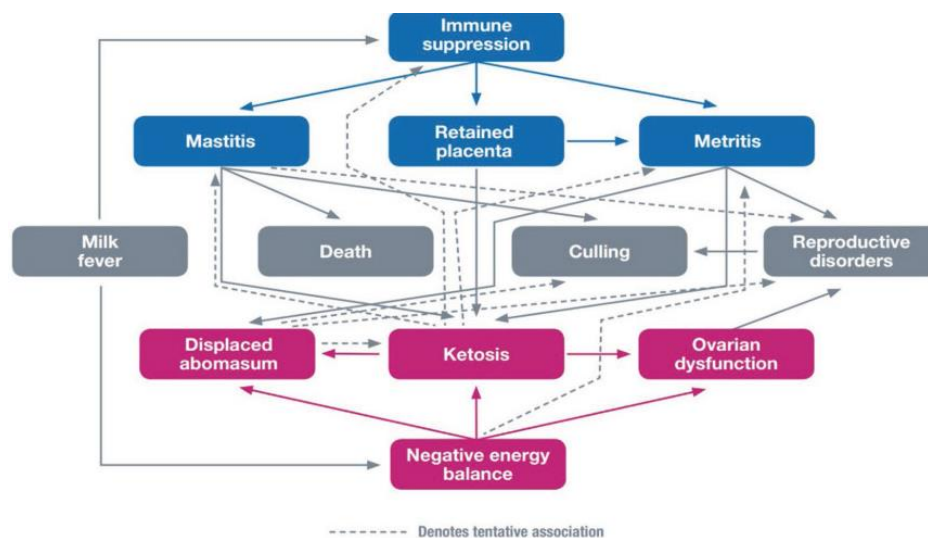 Immune
suppression
Mastitis
Retained
placenta
Metritis
Milk
fever
Death
Culling
Reproductive
disorders
Displaced
abomasum
Ketosis
Ovarian
dysfunction
Negative energy
balance
Denotes tentative association